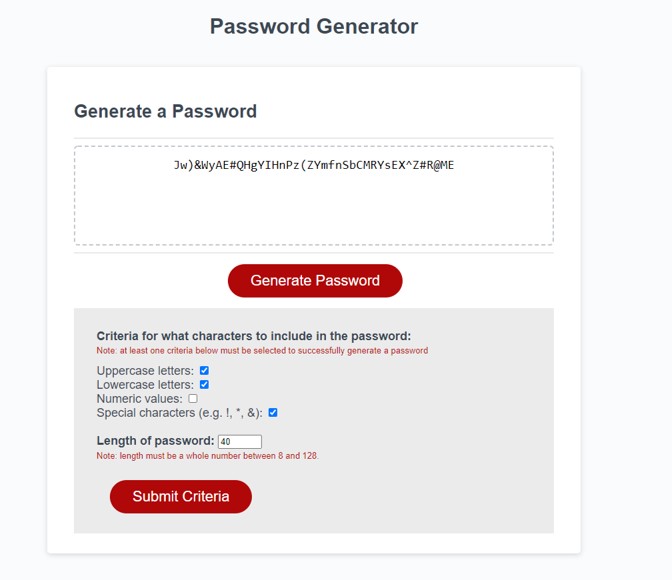 Password Generator
Generate a Password
Jw)&WyAE#QHgYIHnPz(ZYmfnSbCMRYsEX^Z#R@ME
Generate Password
Criteria for what characters to include in the password:
Note: at least one criteria below must be selected to successfully generate a password
Uppercase letters:
Lowercase letters:
Numeric values:
Special characters (e.g. !, *, &):
Length of password: 40
Note: length must be a whole number between 8 and 128.
Submit Criteria